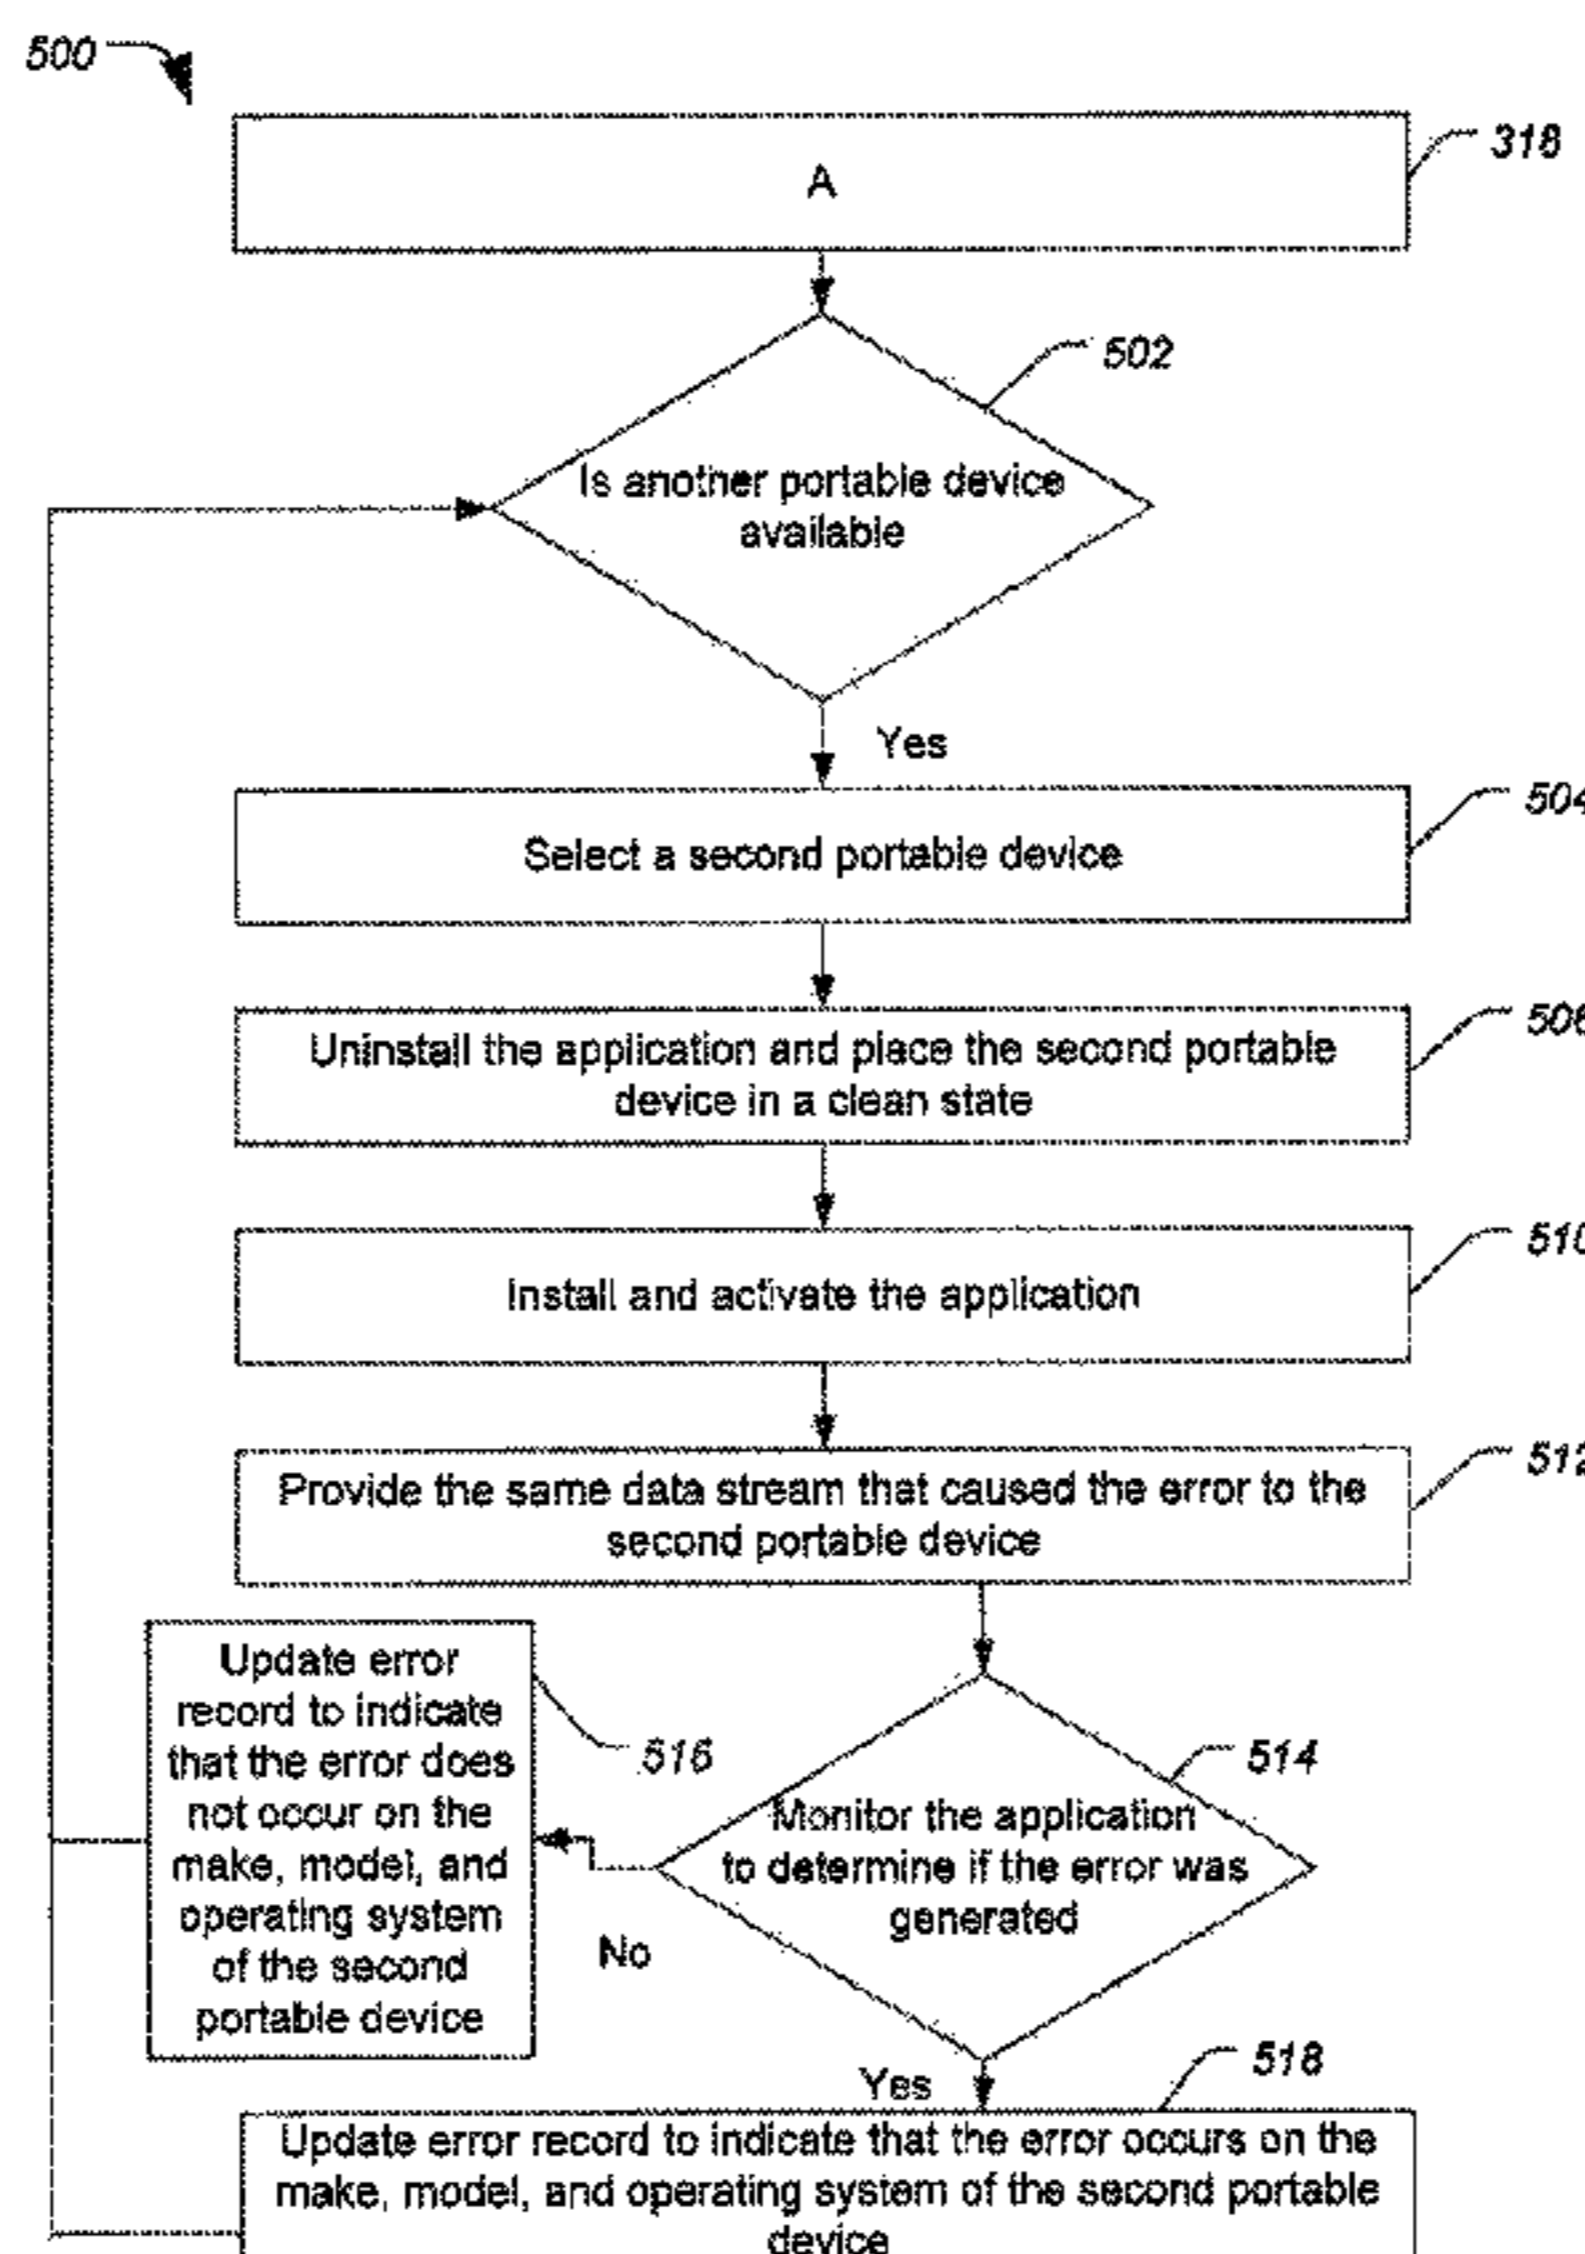 500
318
A
502
Is another portable device
available
Yes
504
Select a second portable device
506
Uninstall the application and place the second portable
device in a clean state
510
Install and activate the application
512
Provide the same data stream that caused the error to the
second portable device
Update error
record to indicate
that the error does
not occur on the
make, model, and
operating system
of the second
portable device
516
514
Monitor the application
to determine if the error was
generated
No
Yes
518
Update error record to indicate that the error occurs on the
make, model, and operating system of the second portable
device